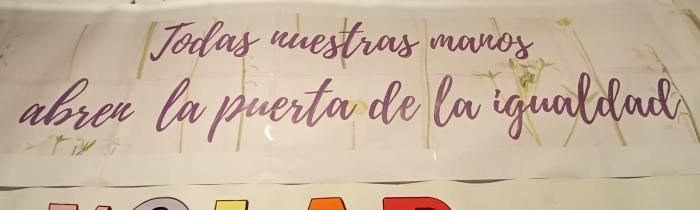 Todas nuestras manos
abren la puerta de la igualdad